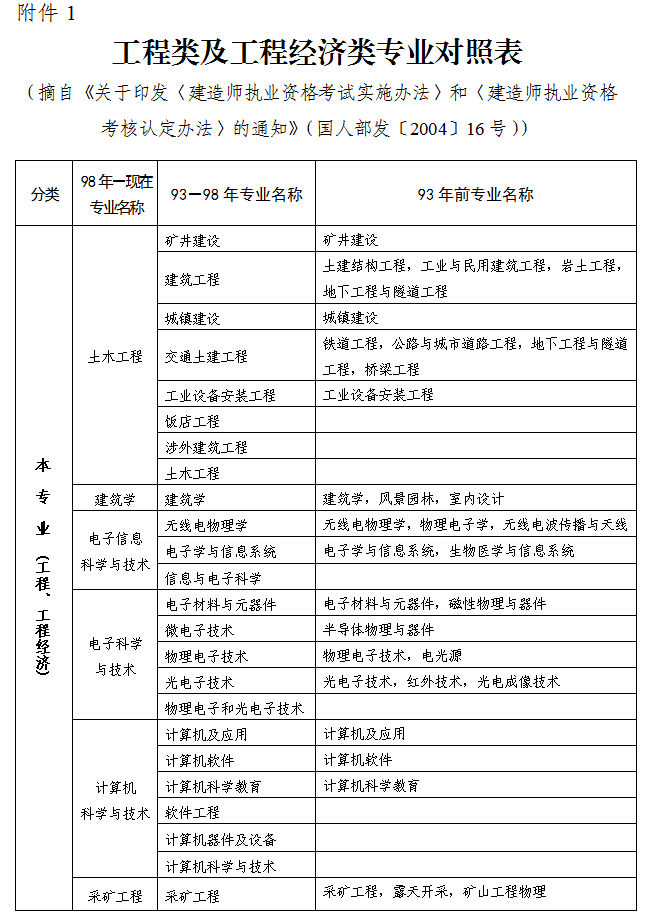 附件 1
工程类及工程经济类专业对照表
（摘自《关于印发〈建造师执业资格考试实施办法〉和〈建造师执业资格
考核认定办法〉的通知》（国人部发〔2004〕16 号））
分类
98 年—现在
专业名称
93—98 年专业名称
93 年前专业名称
本专业（工程、工程经济）
土木工程
矿井建设
矿井建设
建筑工程
土建结构工程，工业与民用建筑工程，岩土工程，
地下工程与隧道工程
城镇建设
城镇建设
交通土建工程
铁道工程，公路与城市道路工程，地下工程与隧道
工程，桥梁工程
工业设备安装工程
工业设备安装工程
饭店工程
涉外建筑工程
土木工程
建筑学
建筑学
建筑学，风景园林，室内设计
电子信息
科学与技术
无线电物理学
无线电物理学，物理电子学，无线电波传播与天线
电子学与信息系统
电子学与信息系统，生物医学与信息系统
信息与电子科学
电子科学
与技术
电子材料与元器件
电子材料与元器件，磁性物理与器件
微电子技术
半导体物理与器件
物理电子技术
物理电子技术，电光源
光电子技术
光电子技术，红外技术，光电成像技术
物理电子和光电子技术
计算机
科学与技术
计算机及应用
计算机及应用
计算机软件
计算机软件
计算机科学教育
计算机科学教育
软件工程
计算机器件及设备
计算机科学与技术
采矿工程
采矿工程
采矿工程，露天开采，矿山工程物理